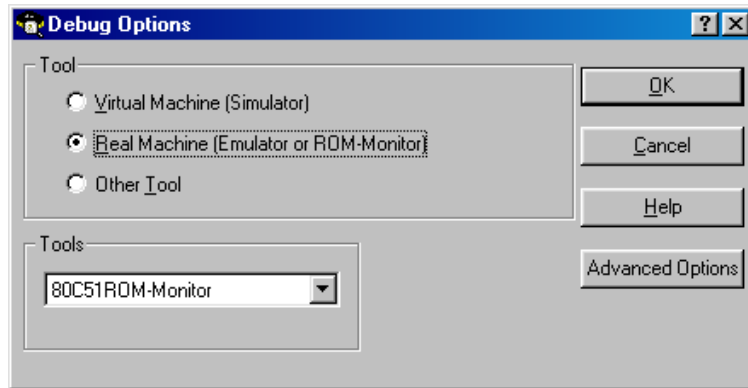 Debug Options
Tool
Virtual Machine (Simulator)
Real Machine (Emulator or ROM-Monitor)
Other Tool
OK
Cancel
Help
Advanced Options
Tools
80C51ROM-Monitor